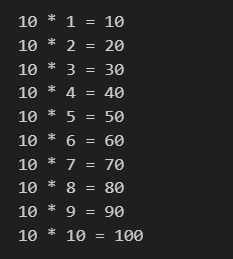 10 * 1 = 10
10 * 2 = 20
10 * 3 = 30
10 * 4 = 40
10 * 5 = 50
10 * 6 = 60
10 * 7 = 70
10 * 8 = 80
10 * 9 = 90
10 * 10 = 100